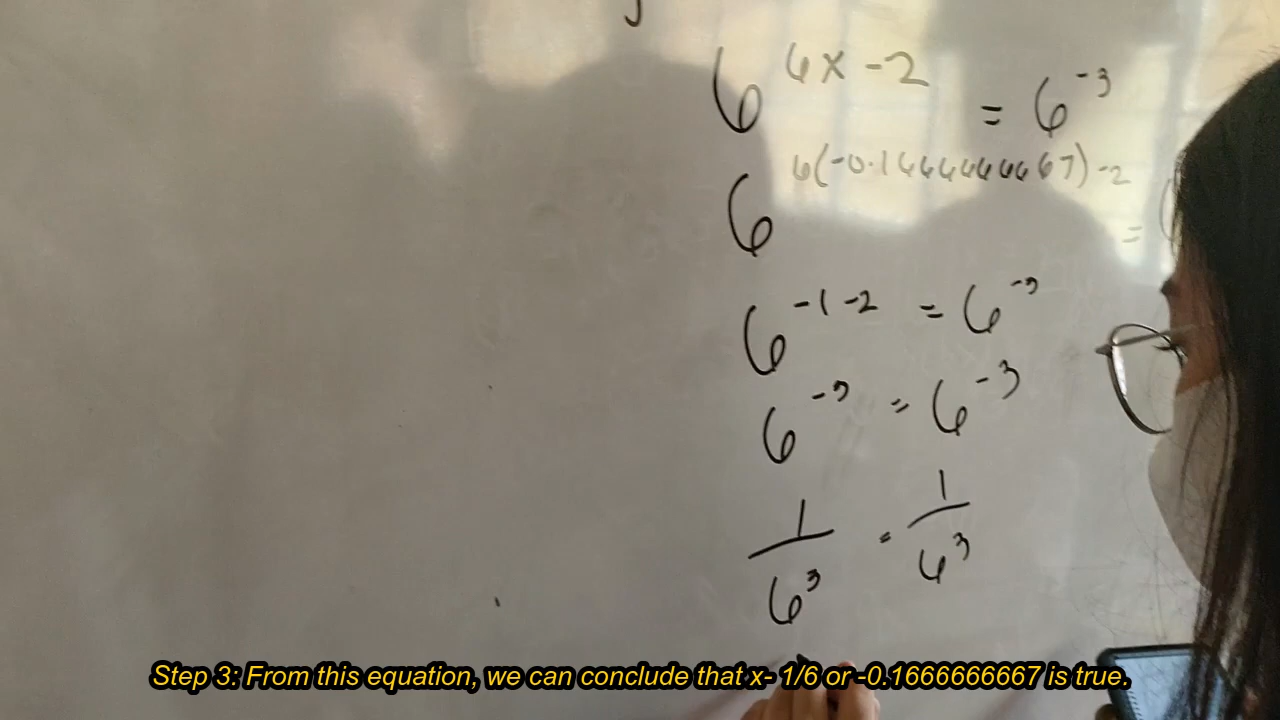 6^{6x-2} = 6^{-3}
6^{6(-0.1666666667)-2} =
6^{-1-2} = 6^{-3}
6^{-3} = 6^{-3}
1/6^3 = 1/6^3
Step 3: From this equation, we can conclude that x- 1/6 or -0.1666666667 is true.